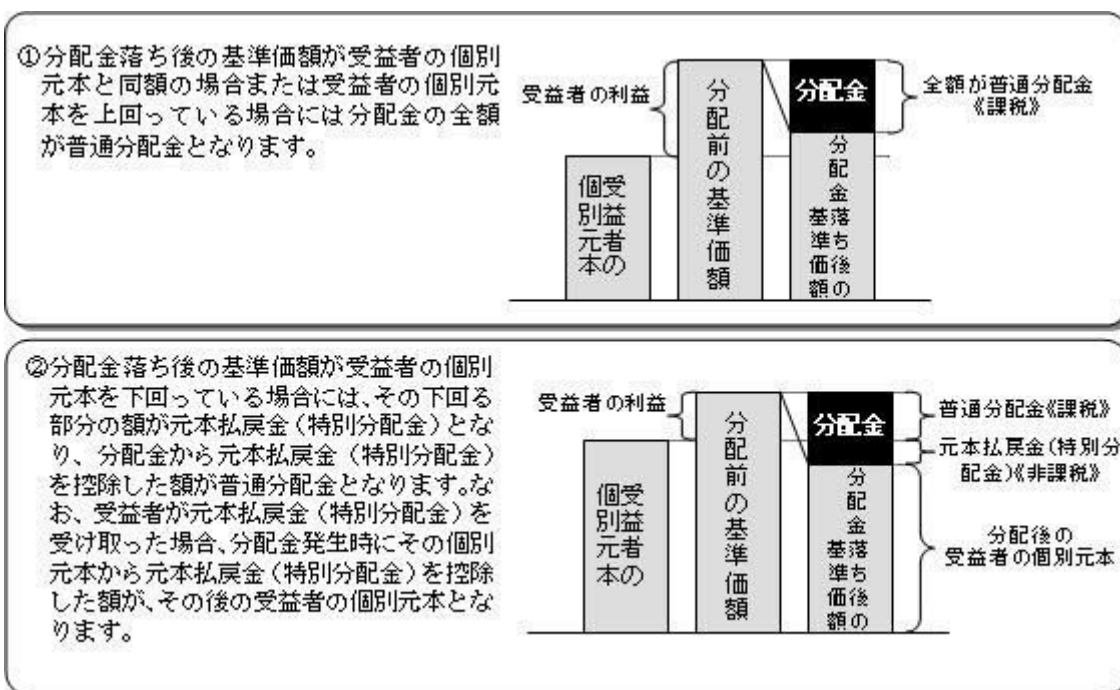 ①分配金落ち後の基準価額が受益者の個別
元本と同額の場合または受益者の個別元
本を上回っている場合には分配金の全額
が普通分配金となります。
受益者の利益
受益者の
個別元本
分配前の基準価額
分配金
分配金落ち後の
基準価額
全額が普通分配金
《課税》
②分配金落ち後の基準価額が受益者の個別
元本を下回っている場合には、その下回る
部分の額が元本払戻金(特別分配金)とな
り、分配金から元本払戻金(特別分配金)
を控除した額が普通分配金となります。な
お、受益者が元本払戻金(特別分配金)を
受け取った場合、分配金発生時にその個別
元本から元本払戻金(特別分配金)を控除
した額が、その後の受益者の個別元本とな
ります。
受益者の利益
受益者の
個別元本
分配前の基準価額
分配金
分配金落ち後の
基準価額
普通分配金《課税》
元本払戻金(特別分
配金)《非課税》
分配後の
受益者の個別元本